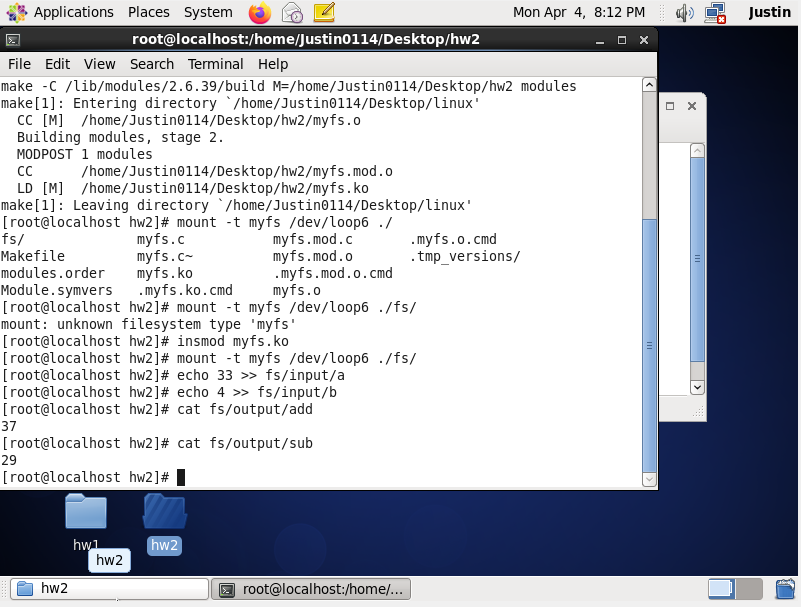 Applications Places System Mon Apr 4, 8:12 PM Justin
root@localhost:/home/Justin0114/Desktop/hw2
File Edit View Search Terminal Help
make -C /lib/modules/2.6.39/build M=/home/Justin0114/Desktop/hw2 modules
make[1]: Entering directory `/home/Justin0114/Desktop/linux'
  CC [M]  /home/Justin0114/Desktop/hw2/myfs.o
  Building modules, stage 2.
  MODPOST 1 modules
  CC      /home/Justin0114/Desktop/hw2/myfs.mod.o
  LD [M]  /home/Justin0114/Desktop/hw2/myfs.ko
make[1]: Leaving directory `/home/Justin0114/Desktop/linux'
[root@localhost hw2]# mount -t myfs /dev/loop6 ./
fs/              myfs.c           myfs.mod.c       .myfs.o.cmd
Makefile         myfs.c~          myfs.mod.o       .tmp_versions/
modules.order    myfs.ko          .myfs.mod.o.cmd
Module.symvers   .myfs.ko.cmd     myfs.o
[root@localhost hw2]# mount -t myfs /dev/loop6 ./fs/
mount: unknown filesystem type 'myfs'
[root@localhost hw2]# insmod myfs.ko
[root@localhost hw2]# mount -t myfs /dev/loop6 ./fs/
[root@localhost hw2]# echo 33 >> fs/input/a
[root@localhost hw2]# echo 4 >> fs/input/b
[root@localhost hw2]# cat fs/output/add
37
[root@localhost hw2]# cat fs/output/sub
29
[root@localhost hw2]#
hw1 hw2
hw2
hw2 root@localhost:/home/...